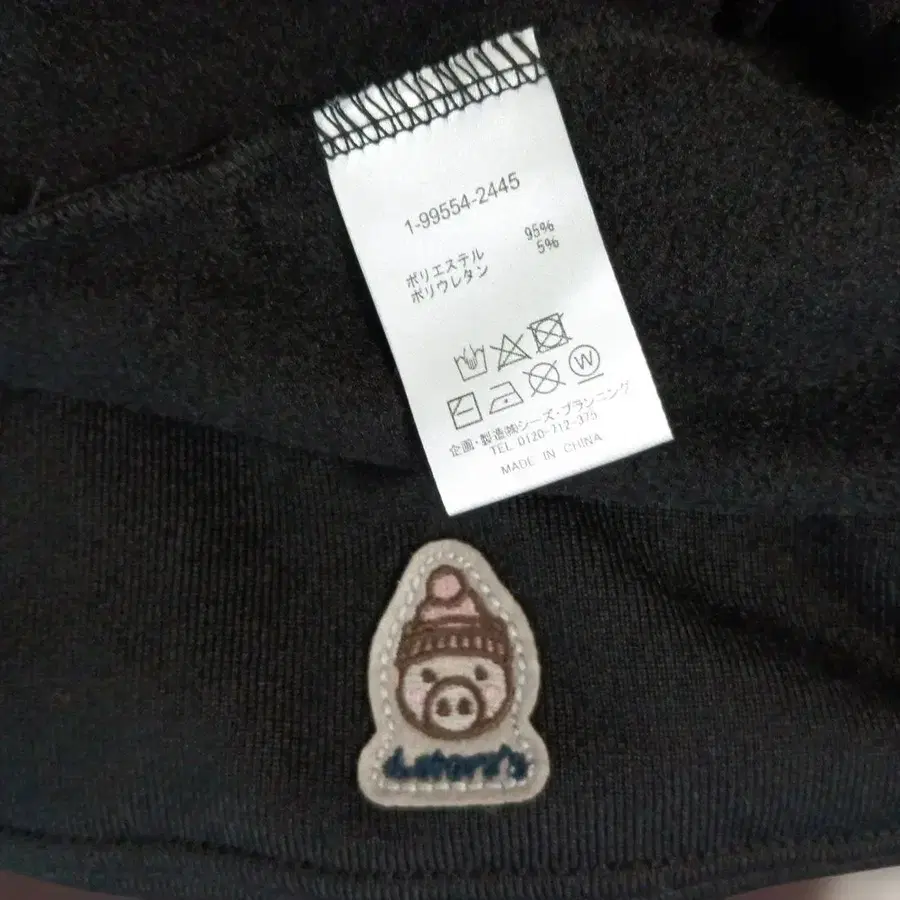 1-99554-2445
ポリエステル 95%
ポリウレタン 5%
W
企画・製造㈱シーズ・プランニング
TEL 0120-712-375
MADE IN CHINA